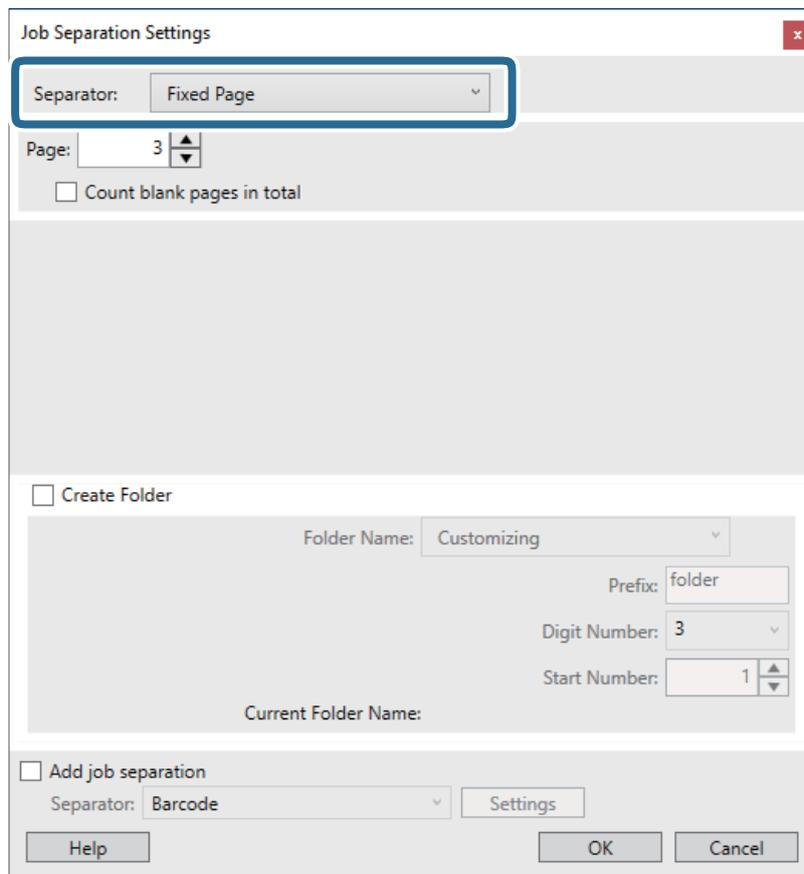 Job Separation Settings
x
Separator: Fixed Page
Page: 3
Count blank pages in total
Create Folder
Folder Name: Customizing
Prefix: folder
Digit Number: 3
Start Number: 1
Current Folder Name:
Add job separation
Separator: Barcode Settings
Help OK Cancel